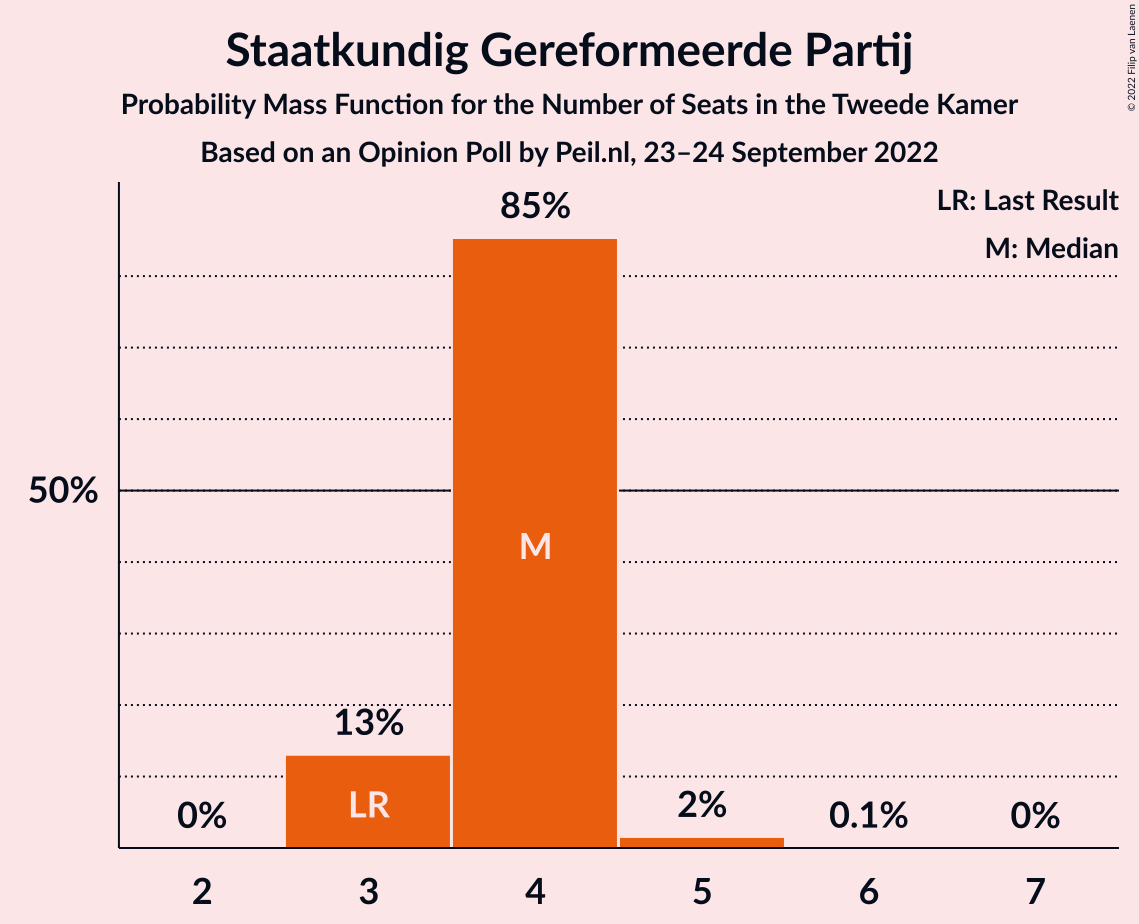 Staatkundig Gereformeerde Partij
Probability Mass Function for the Number of Seats in the Tweede Kamer
Based on an Opinion Poll by Peil.nl, 23–24 September 2022
© 2022 Filip van Laenen
LR: Last Result
M: Median
85%
50%
M
13%
LR
0%
2%
0.1%
0%
2 3 4 5 6 7